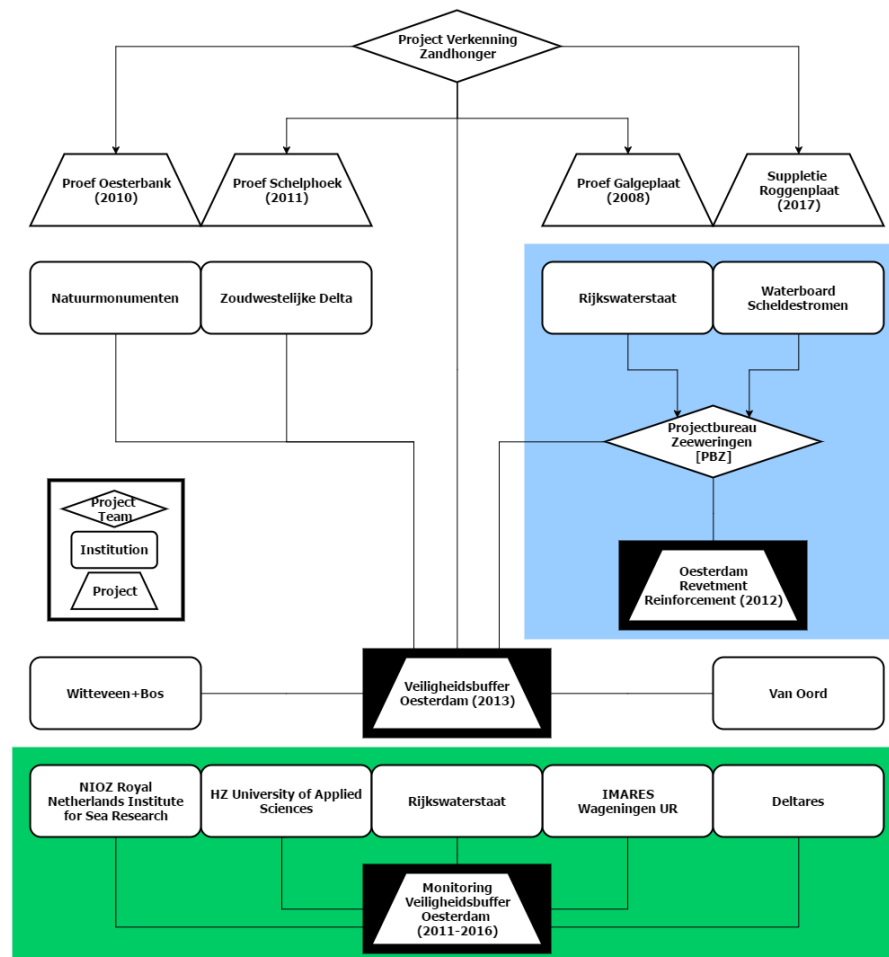 Project Verkenning
Zandhonger
Proef Oesterbank
(2010)
Proef Schelphoek
(2011)
Proef Galgeplaat
(2008)
Suppletie
Roggenplaat
(2017)
Natuurmonumenten
Zoudwestelijke Delta
Rijkswaterstaat
Waterboard
Scheldestromen
Projectbureau
Zeeweringen
[PBZ]
Project
Team
Institution
Project
Oesterdam
Revetment
Reinforcement (2012)
Witteveen+Bos
Veiligheidsbuffer
Oesterdam (2013)
Van Oord
NIOZ Royal
Netherlands Institute
for Sea Research
HZ University of Applied
Sciences
Rijkswaterstaat
IMARES
Wageningen UR
Deltares
Monitoring
Veiligheidsbuffer
Oesterdam
(2011-2016)